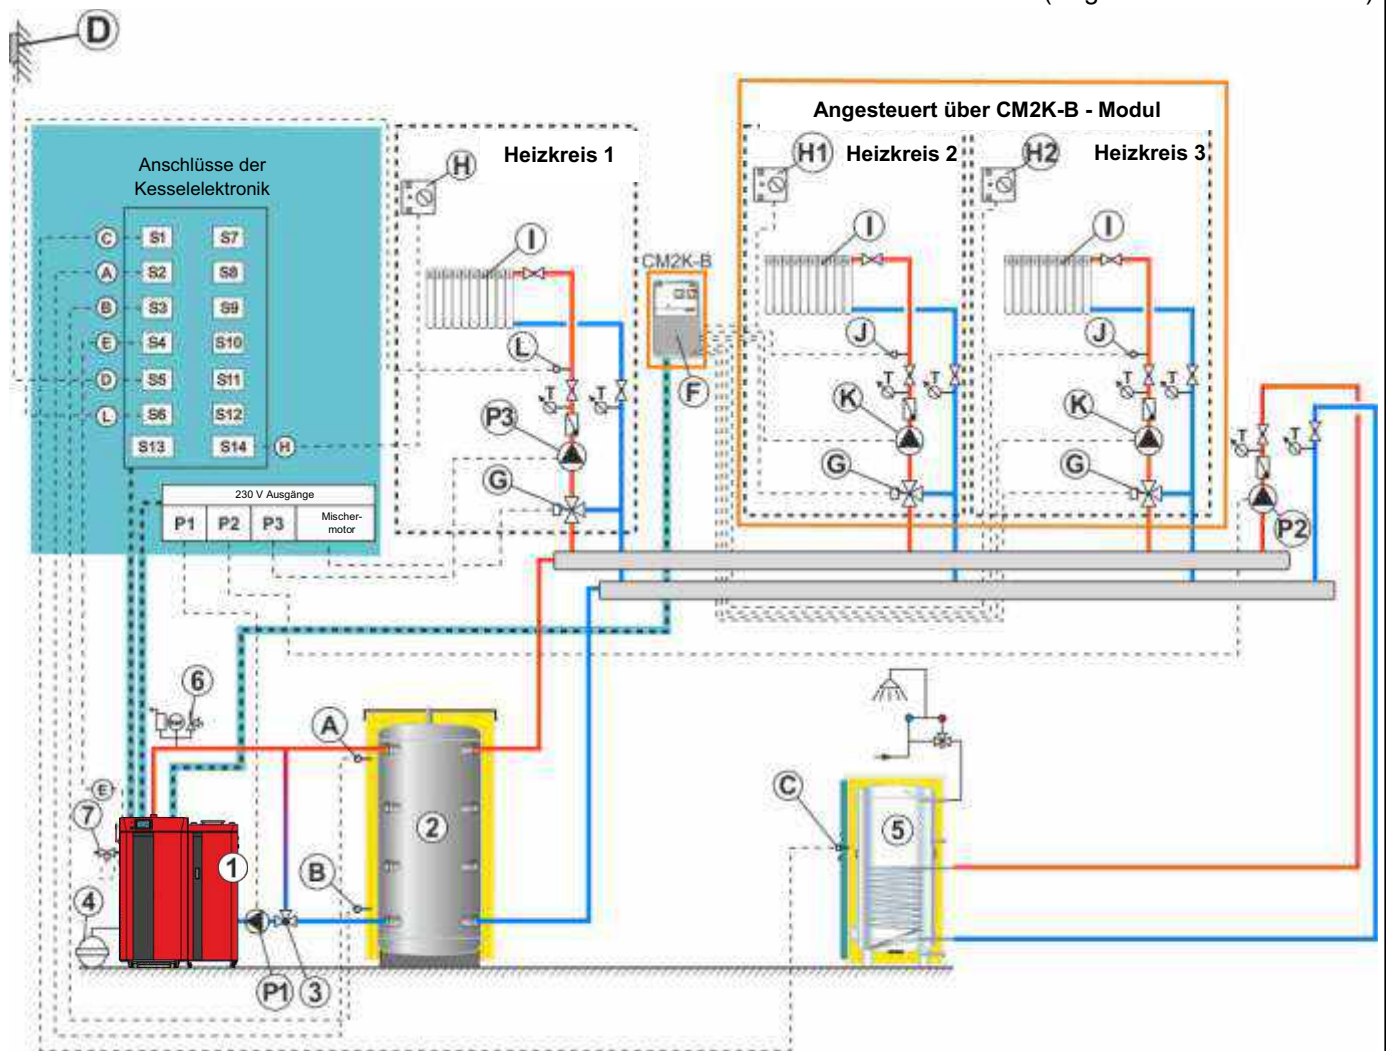 D
Angesteuert über CM2K-B - Modul
Anschlüsse der
Kesselelektronik
Heizkreis 1
Heizkreis 2
Heizkreis 3
H
H1
H2
C
S1
S7
A
S2
S8
B
S3
S9
E
S4
S10
D
S5
S11
L
S6
S12
S13
S14
H
I
CM2K-B
I
I
L
F
J
J
T
T
T
T
T
T
T
T
P3
K
K
G
G
G
P2
230 V Ausgänge
P1
P2
P3
Mischer-
motor
6
A
E
7
2
C
5
1
B
4
P1
3